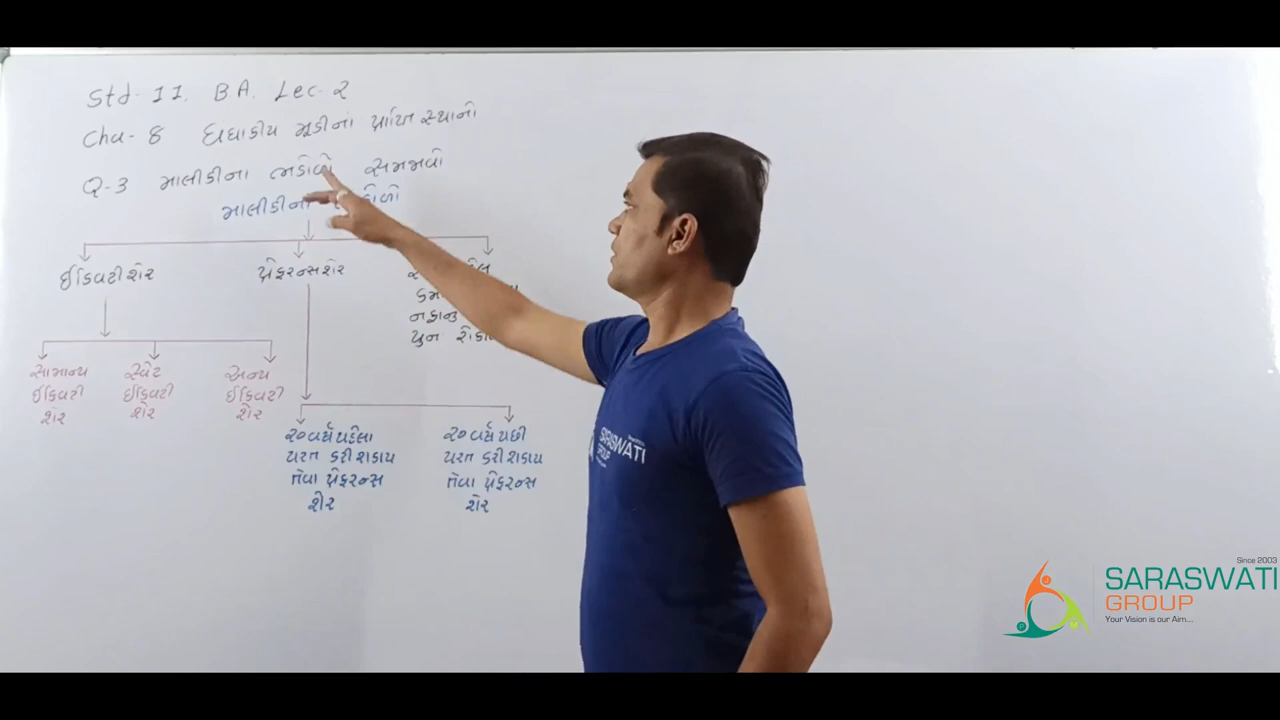 Std-11. BA. Lec-2
Cha-8 ધંધાકીય મૂડીનાં પ્રાપ્તિ સ્થાનો
Q-3 માલીકીના ભડોળો સમજાવો
માલીકીના
ઈક્વિટી શેર
પ્રેફરન્સ શેર
સામાન્ય
ઈક્વિટી
શેર
સ્વેટ
ઈક્વિટી
શેર
અન્ય
ઈક્વિટી
શેર
૨૦ વર્ષ પહેલા
પરત કરી શકાય
તેવા પ્રેફરન્સ
શેર
૨૦ વર્ષ પછી
પરત કરી શકાય
તેવા પ્રેફરન્સ
શેર
SARASWATI
GROUP
Since 2003
SARASWATI
GROUP
Your Vision is our Aim...